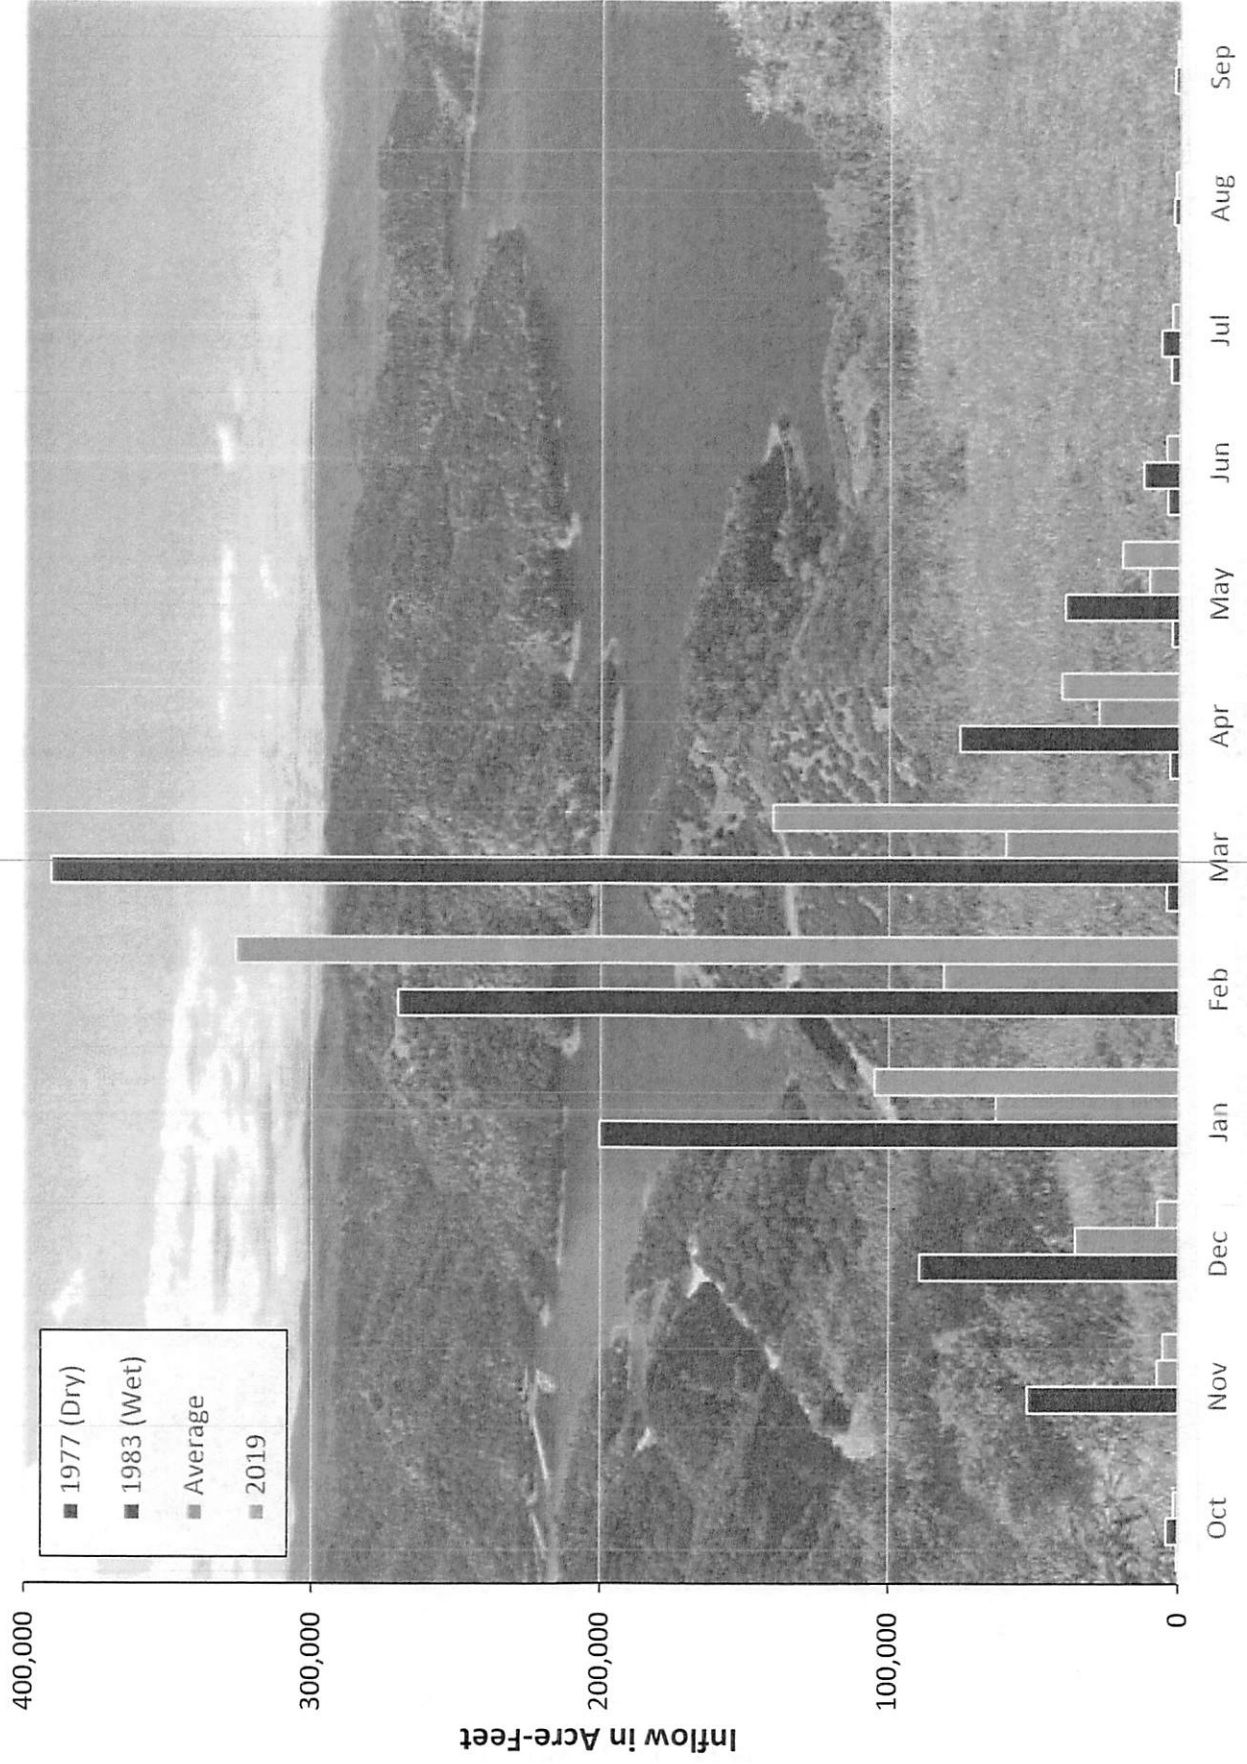 400,000
300,000
200,000
100,000
0
Inflow in Acre-Feet
1977 (Dry)
1983 (Wet)
Average
2019
Oct
Nov
Dec
Jan
Feb
Mar
Apr
May
Jun
Jul
Aug
Sep